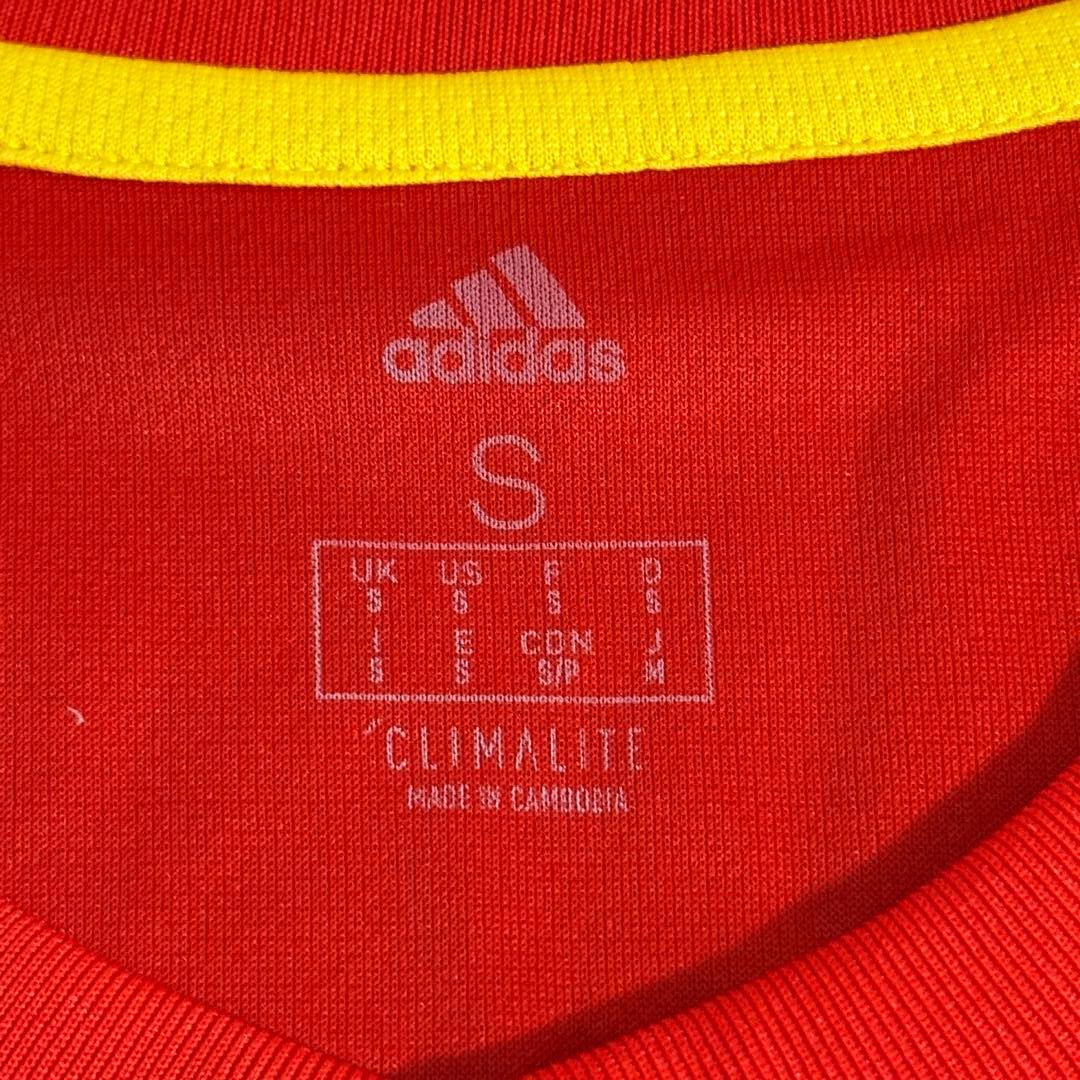 adidas
S
UK US F D
S S S S
I E CDN J
S S S/P M
CLIMALITE
MADE IN CAMBODIA